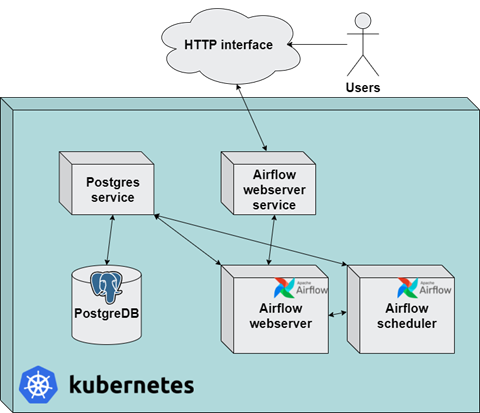 HTTP interface
Users
Postgres
service
Airflow
webserver
service
PostgreDB
Apache
Airflow
Airflow
webserver
Apache
Airflow
Airflow
scheduler
kubernetes